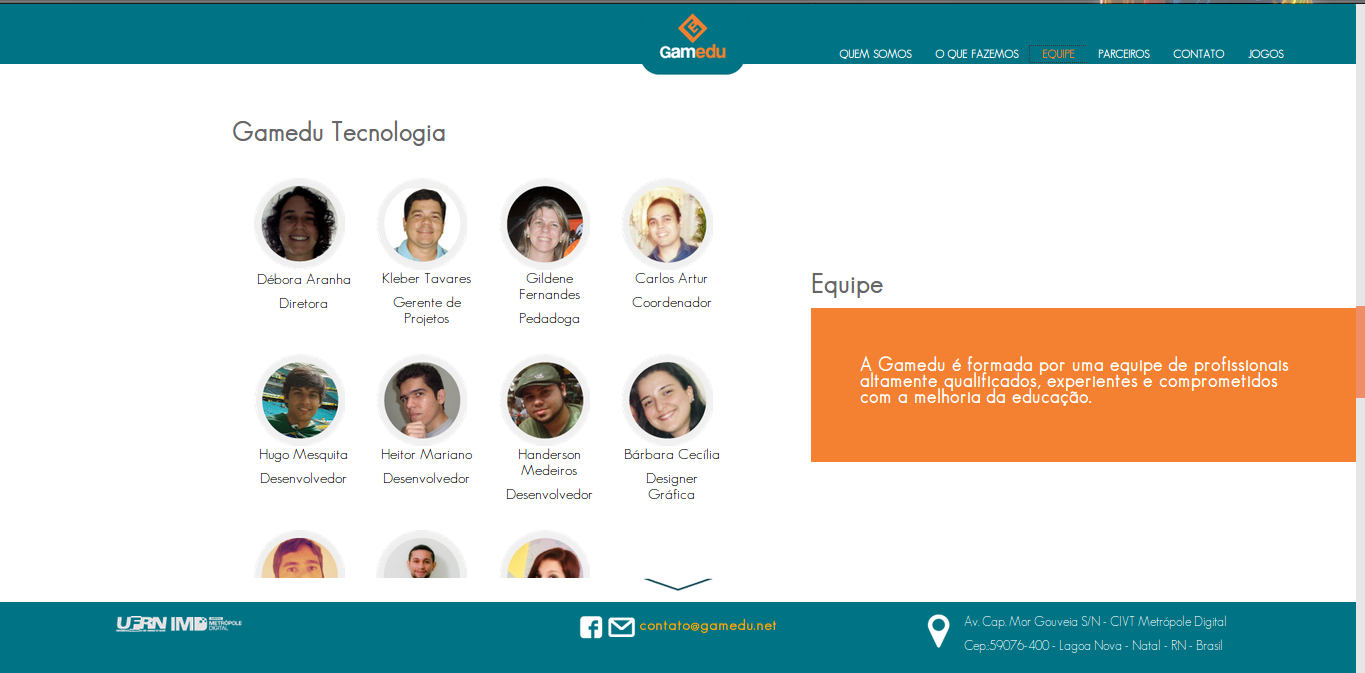 Gamedu
QUEM SOMOS O QUE FAZEMOS EQUIPE PARCEIROS CONTATO JOGOS
Gamedu Tecnologia
Débora Aranha
Diretora
Kleber Tavares
Gerente de
Projetos
Gildene
Fernandes
Pedadoga
Carlos Artur
Coordenador
Hugo Mesquita
Desenvolvedor
Heitor Mariano
Desenvolvedor
Handerson
Medeiros
Desenvolvedor
Bárbara Cecília
Designer
Gráfica
Equipe
A Gamedu é formada por uma equipe de profissionais
altamente qualificados, experientes e comprometidos
com a melhoria da educação.
UFRN IMD METRÓPOLE
DIGITAL
contato@gamedu.net
Av. Cap. Mor Gouveia S/N - CIVT Metrópole Digital
Cep.:59076-400 - Lagoa Nova - Natal - RN - Brasil